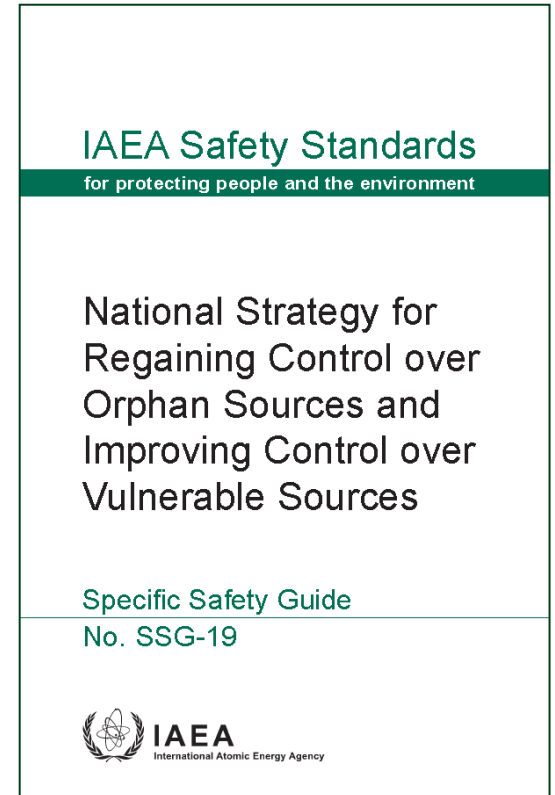 IAEA Safety Standards
for protecting people and the environment
National Strategy for
Regaining Control over
Orphan Sources and
Improving Control over
Vulnerable Sources
Specific Safety Guide
No. SSG-19
IAEA
International Atomic Energy Agency